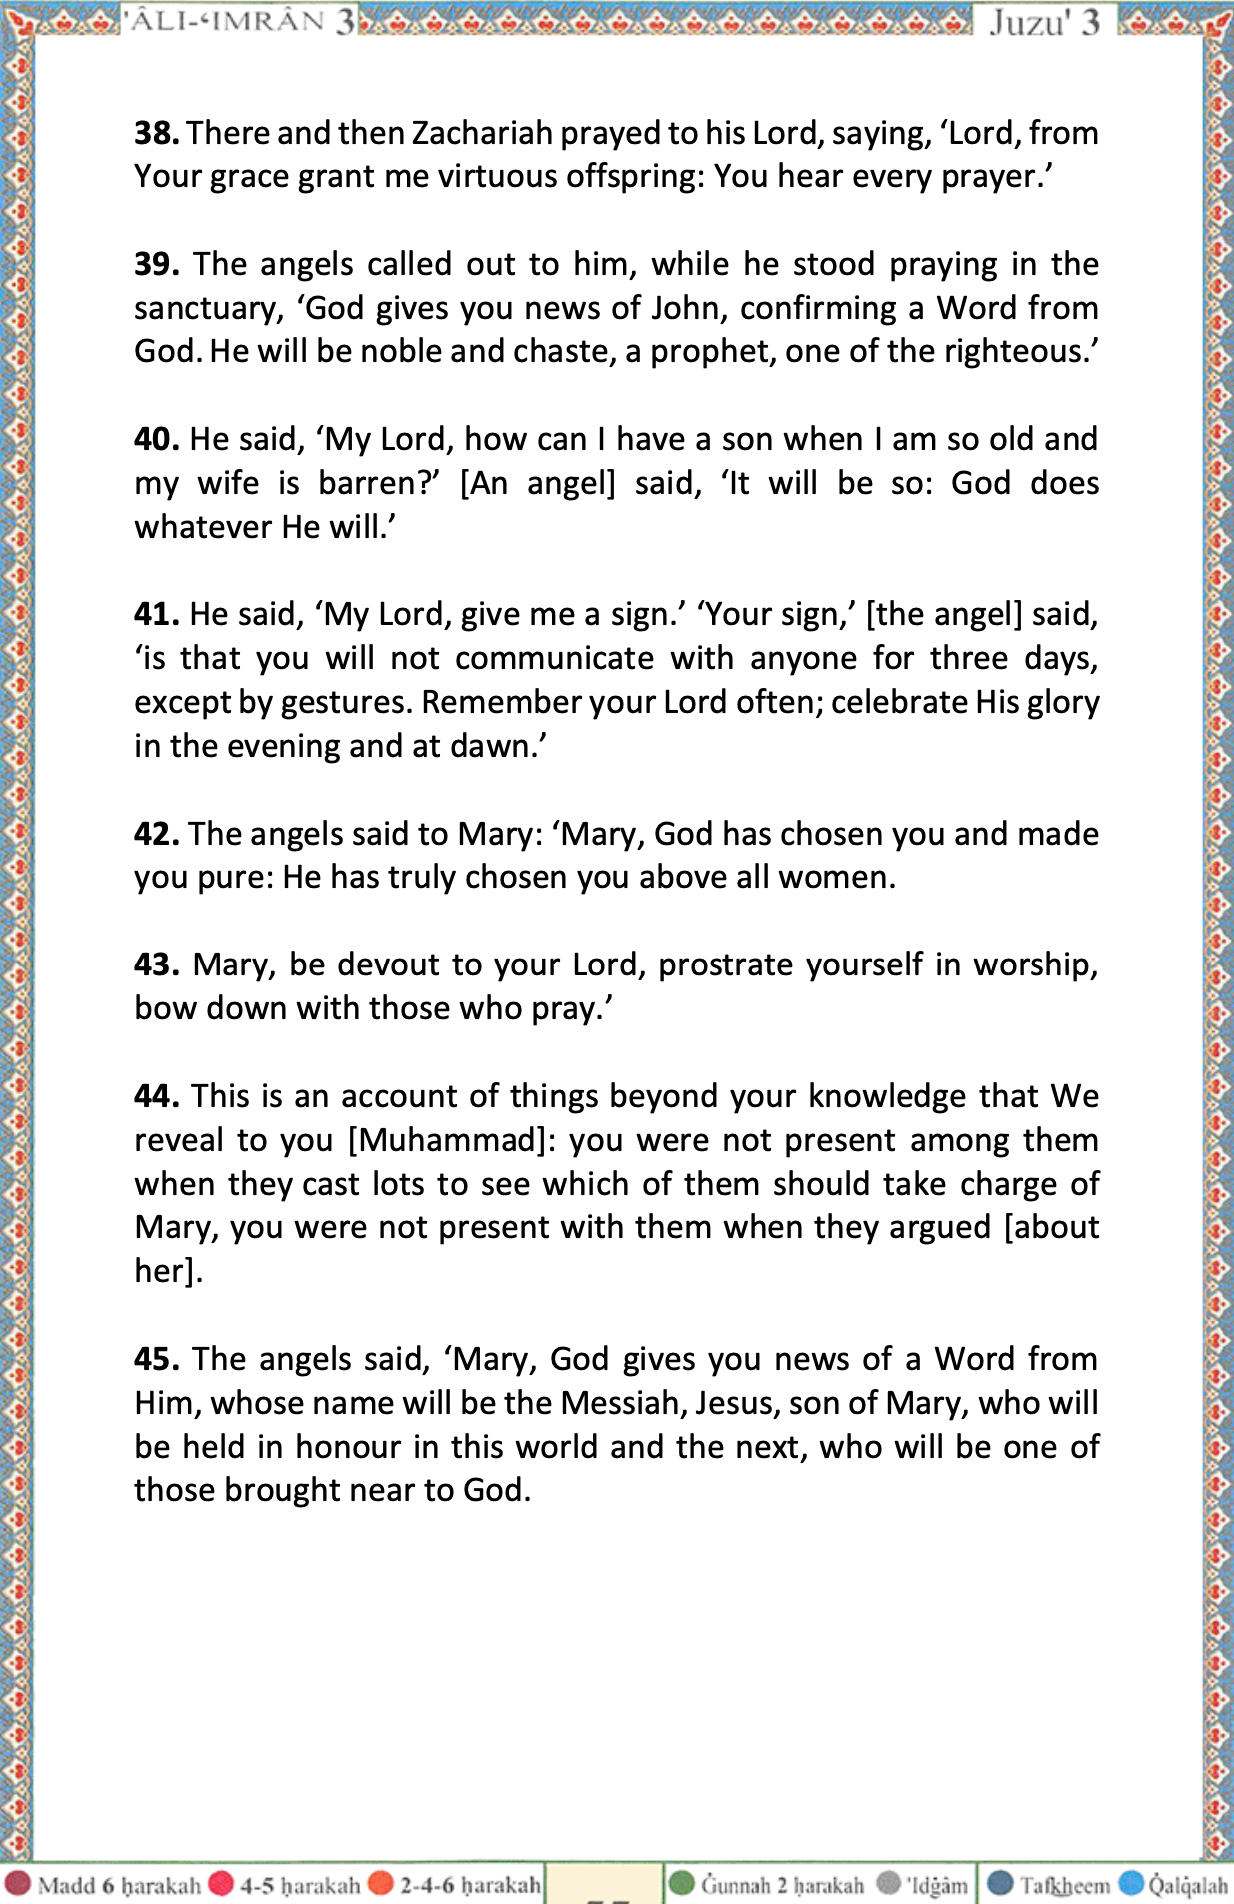 'ÂLI-‘IMRÂN 3
Juzu' 3
38. There and then Zachariah prayed to his Lord, saying, ‘Lord, from
Your grace grant me virtuous offspring: You hear every prayer.’
39. The angels called out to him, while he stood praying in the
sanctuary, ‘God gives you news of John, confirming a Word from
God. He will be noble and chaste, a prophet, one of the righteous.’
40. He said, ‘My Lord, how can I have a son when I am so old and
my wife is barren?’ [An angel] said, ‘It will be so: God does
whatever He will.’
41. He said, ‘My Lord, give me a sign.’ ‘Your sign,’ [the angel] said,
‘is that you will not communicate with anyone for three days,
except by gestures. Remember your Lord often; celebrate His glory
in the evening and at dawn.’
42. The angels said to Mary: ‘Mary, God has chosen you and made
you pure: He has truly chosen you above all women.
43. Mary, be devout to your Lord, prostrate yourself in worship,
bow down with those who pray.’
44. This is an account of things beyond your knowledge that We
reveal to you [Muhammad]: you were not present among them
when they cast lots to see which of them should take charge of
Mary, you were not present with them when they argued [about
her].
45. The angels said, ‘Mary, God gives you news of a Word from
Him, whose name will be the Messiah, Jesus, son of Mary, who will
be held in honour in this world and the next, who will be one of
those brought near to God.
Madd 6 ḥarakah 4-5 ḥarakah 2-4-6 ḥarakah Ġunnah 2 ḥarakah 'Idġâm Tafkheem Qalqalah